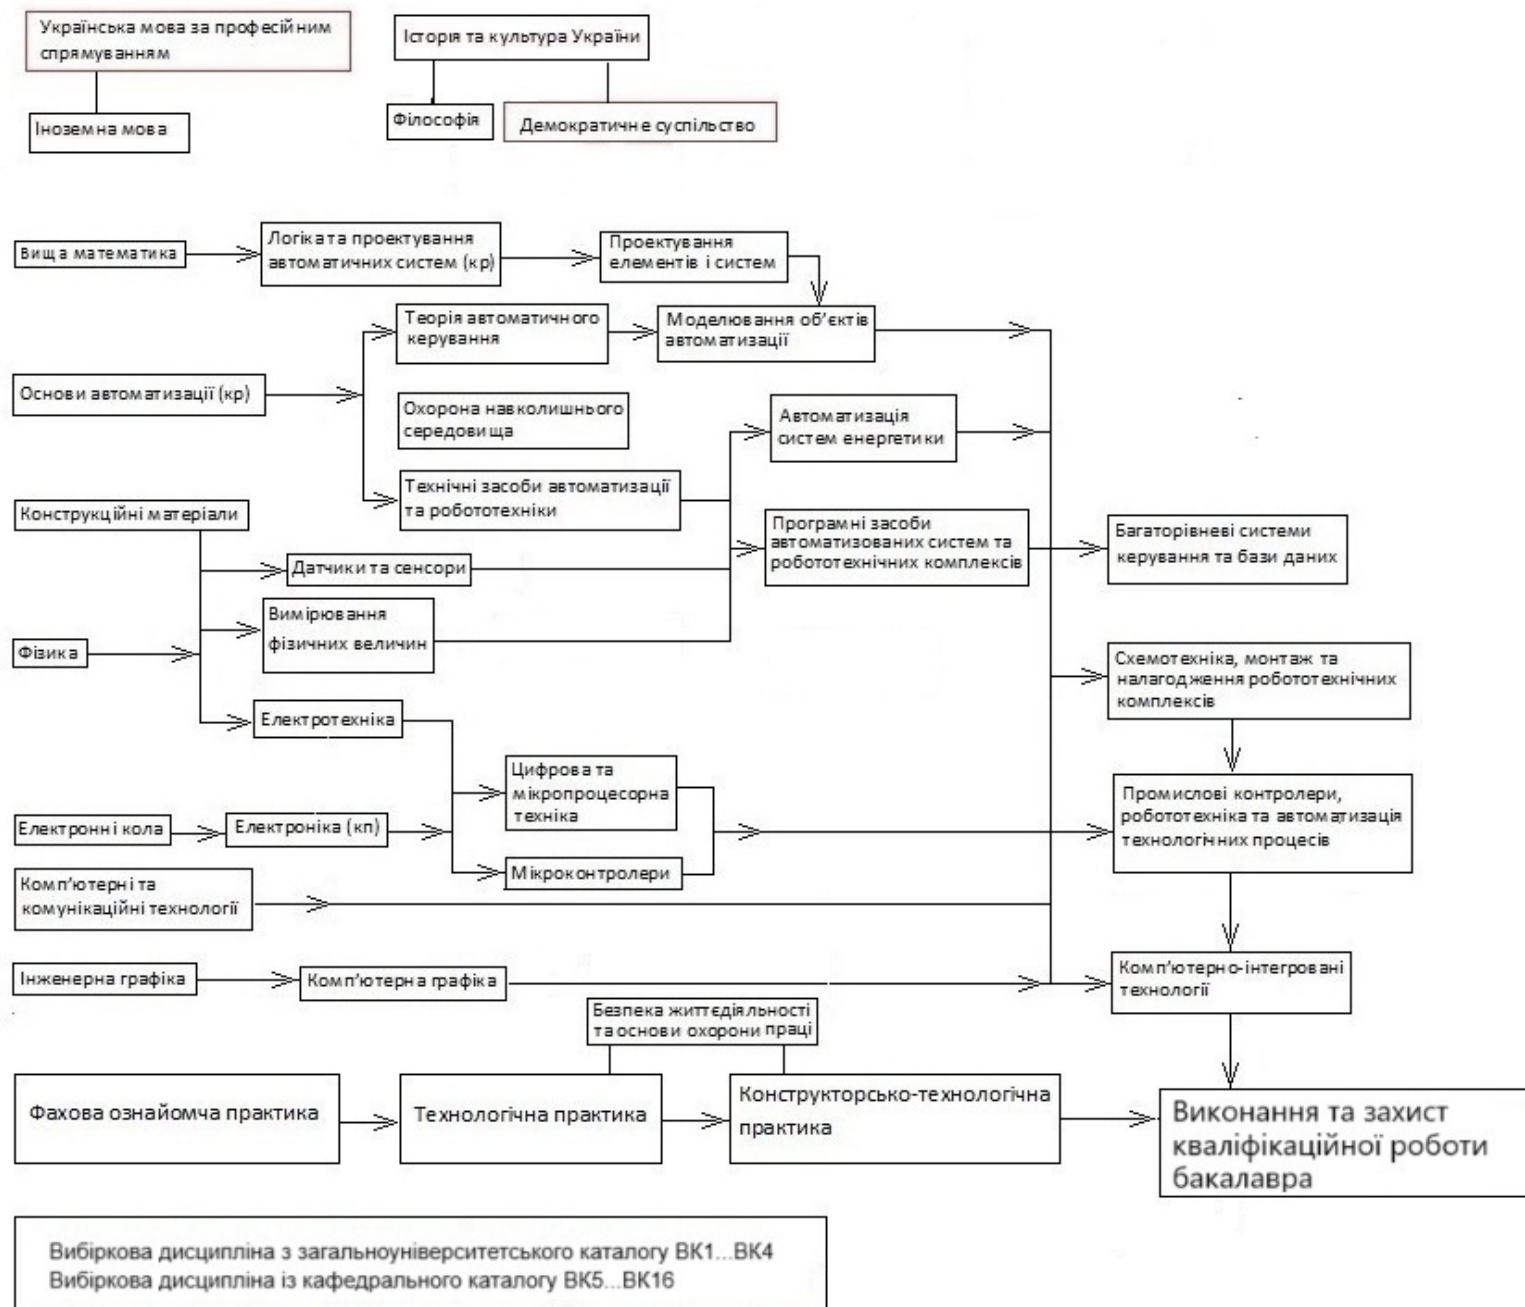 Українська мова за професійним
спрямуванням
Історія та культура України
Іноземна мова
Філософія
Демократичне суспільство
Вища математика
Логіка та проектування
автоматичних систем (кр)
Проектування
елементів і систем
Теорія автоматичного
керування
Моделювання об’єктів
автоматизації
Основи автоматизації (кр)
Охорона навколишнього
середовища
Автоматизація
систем енергетики
Технічні засоби автоматизації
та робототехніки
Конструкційні матеріали
Програмні засоби
автоматизованих систем та
робототехнічних комплексів
Багаторівневі системи
керування та бази даних
Датчики та сенсори
Вимірювання
фізичних величин
Фізика
Схемотехніка, монтаж та
налагодження робототехнічних
комплексів
Електротехніка
Цифрова та
мікропроцесорна
техніка
Промислові контролери,
робототехніка та автоматизація
технологічних процесів
Електронні кола
Електроніка (кп)
Мікроконтролери
Комп’ютерні та
комунікаційні технології
Інженерна графіка
Комп’ютерна графіка
Комп’ютерно-інтегровані
технології
Безпека життєдіяльності
та основи охорони праці
Фахова ознайомча практика
Технологічна практика
Конструкторсько-технологічна
практика
Виконання та захист
кваліфікаційної роботи
бакалавра
Вибіркова дисципліна з загальноуніверситетського каталогу ВК1...ВК4
Вибіркова дисципліна із кафедрального каталогу ВК5...ВК16